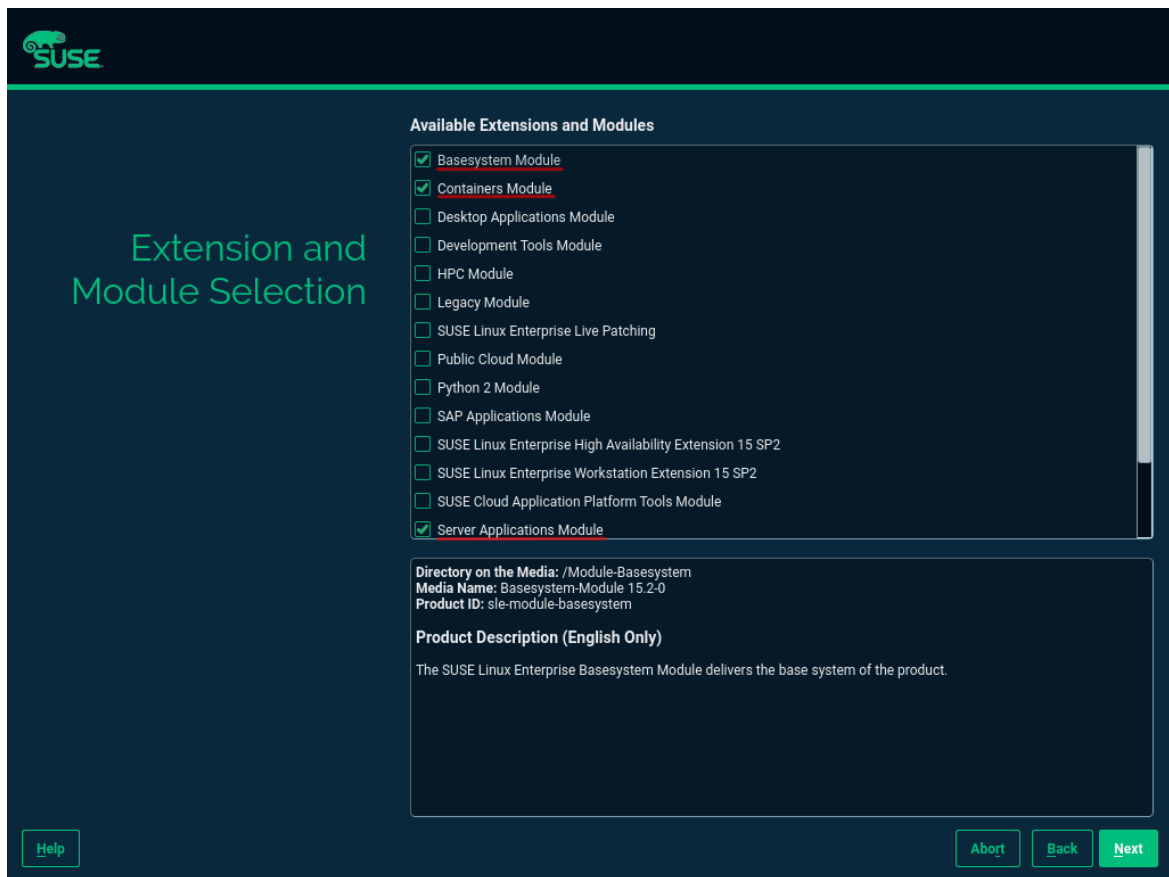 SUSE
Available Extensions and Modules
Extension and
Module Selection
Basesystem Module
Containers Module
Desktop Applications Module
Development Tools Module
HPC Module
Legacy Module
SUSE Linux Enterprise Live Patching
Public Cloud Module
Python 2 Module
SAP Applications Module
SUSE Linux Enterprise High Availability Extension 15 SP2
SUSE Linux Enterprise Workstation Extension 15 SP2
SUSE Cloud Application Platform Tools Module
Server Applications Module
Directory on the Media: /Module-Basesystem
Media Name: Basesystem-Module 15.2-0
Product ID: sle-module-basesystem
Product Description (English Only)
The SUSE Linux Enterprise Basesystem Module delivers the base system of the product.
Help
Abort
Back
Next